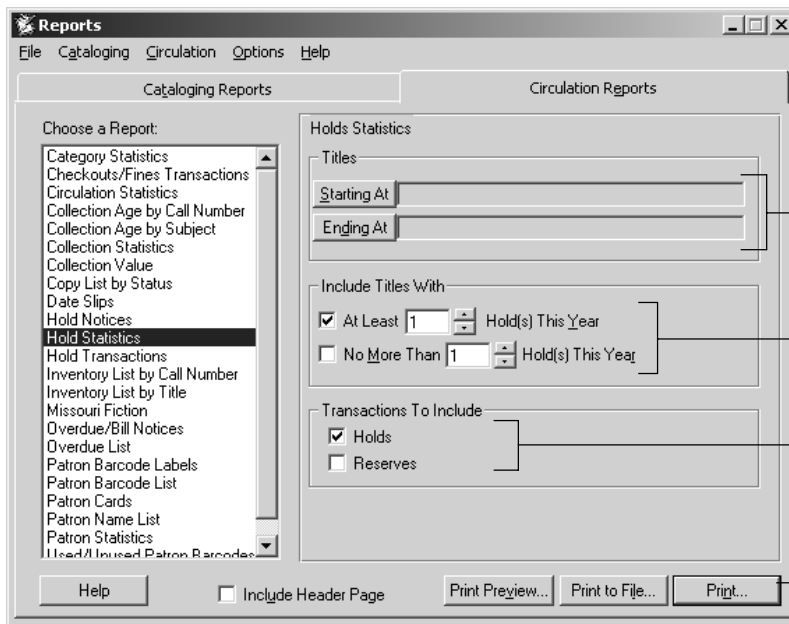 Reports
File Cataloging Circulation Options Help
Cataloging Reports
Circulation Reports
Choose a Report:
Category Statistics
Checkouts/Fines Transactions
Circulation Statistics
Collection Age by Call Number
Collection Age by Subject
Collection Statistics
Collection Value
Copy List by Status
Date Slips
Hold Notices
Hold Statistics
Hold Transactions
Inventory List by Call Number
Inventory List by Title
Missouri Fiction
Overdue/Bill Notices
Overdue List
Patron Barcode Labels
Patron Barcode List
Patron Cards
Patron Name List
Patron Statistics
Used/Unused Patron Barcodes
Holds Statistics
Titles
Starting At
Ending At
Include Titles With
At Least 1 Hold(s) This Year
No More Than 1 Hold(s) This Year
Transactions To Include
Holds
Reserves
Help
Include Header Page
Print Preview...
Print to File...
Print...